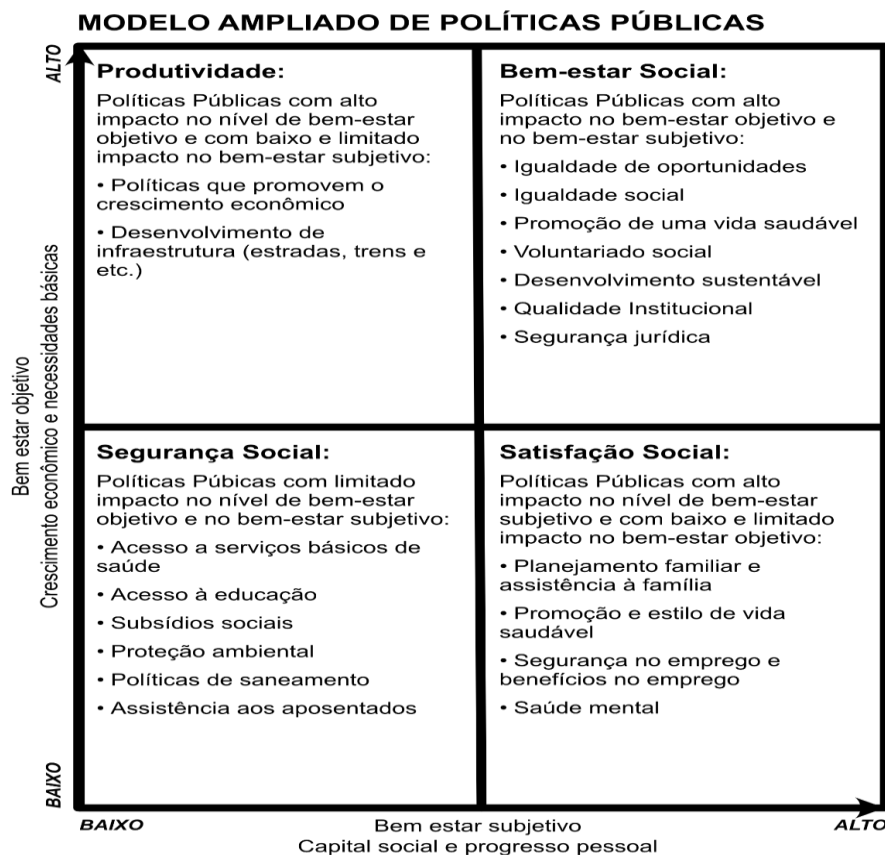 MODELO AMPLIADO DE POLÍTICAS PÚBLICAS
ALTO
Bem estar objetivo
Crescimento econômico e necessidades básicas
BAIXO
Produtividade:
Políticas Públicas com alto
impacto no nível de bem-estar
objetivo e com baixo e limitado
impacto no bem-estar subjetivo:
• Políticas que promovem o
crescimento econômico
• Desenvolvimento de
infraestrutura (estradas, trens e
etc.)
Bem-estar Social:
Políticas Públicas com alto
impacto no bem-estar objetivo e
no bem-estar subjetivo:
• Igualdade de oportunidades
• Igualdade social
• Promoção de uma vida saudável
• Voluntariado social
• Desenvolvimento sustentável
• Qualidade Institucional
• Segurança jurídica
Segurança Social:
Políticas Púbicas com limitado
impacto no nível de bem-estar
objetivo e no bem-estar subjetivo:
• Acesso a serviços básicos de
saúde
• Acesso à educação
• Subsídios sociais
• Proteção ambiental
• Políticas de saneamento
• Assistência aos aposentados
Satisfação Social:
Políticas Públicas com alto
impacto no nível de bem-estar
subjetivo e com baixo e limitado
impacto no bem-estar objetivo:
• Planejamento familiar e
assistência à família
• Promoção e estilo de vida
saudável
• Segurança no emprego e
benefícios no emprego
• Saúde mental
BAIXO
Bem estar subjetivo
ALTO
Capital social e progresso pessoal